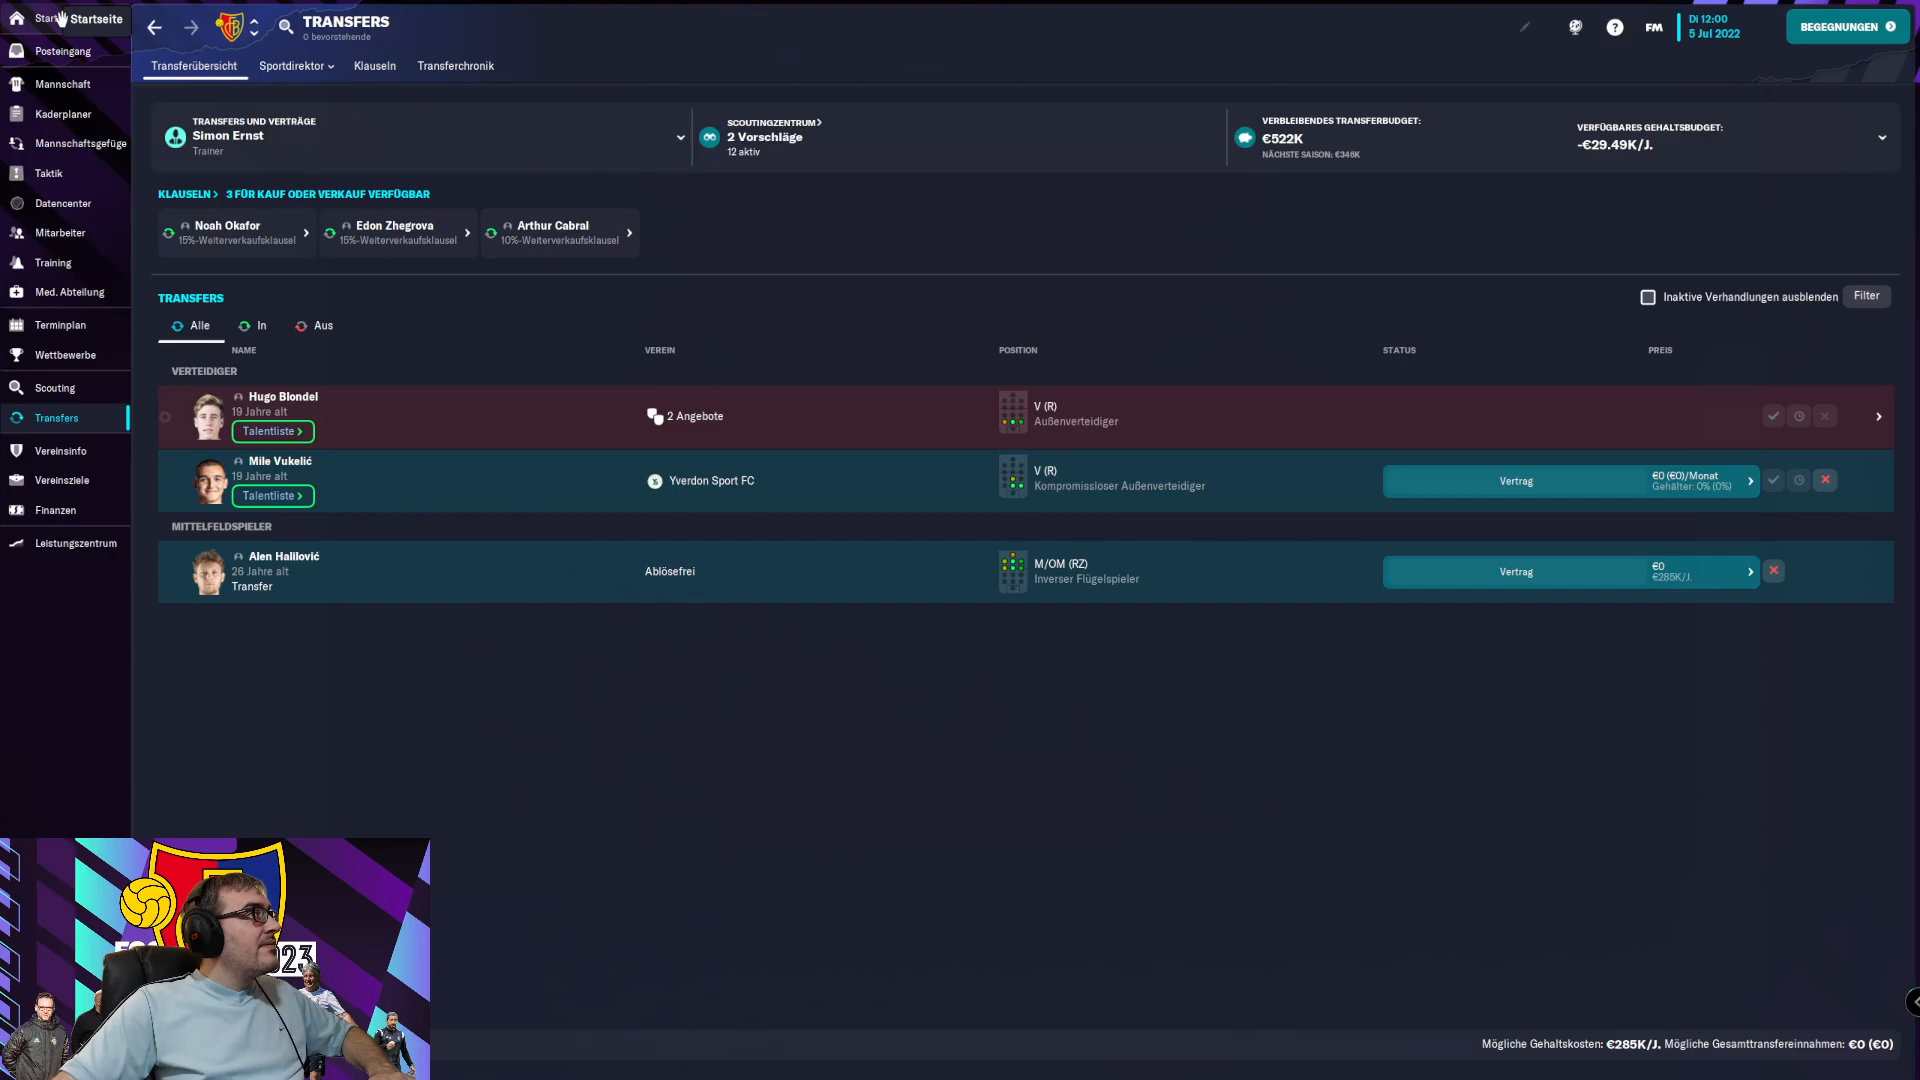 Start
Startseite
TRANSFERS
0 bevorstehende
FM
Di 12:00
5 Jul 2022
BEGEGNUNGEN
Posteingang
Transferübersicht
Sportdirektor
Klauseln
Transferchronik
Mannschaft
Kaderplaner
Mannschaftsgefüge
Taktik
Datencenter
Mitarbeiter
Training
Med. Abteilung
Terminplan
Wettbewerbe
Scouting
Transfers
Vereinsinfo
Vereinsziele
Finanzen
Leistungszentrum
TRANSFERS UND VERTRÄGE
Simon Ernst
Trainer
SCOUTINGZENTRUM>
2 Vorschläge
12 aktiv
VERBLEIBENDES TRANSFERBUDGET:
€522K
NÄCHSTE SAISON: €346K
VERFÜGBARES GEHALTSBUDGET:
-€29.49K/J.
KLAUSELN > 3 FÜR KAUF ODER VERKAUF VERFÜGBAR
Noah Okafor
15%-Weiterverkaufsklausel
Edon Zhegrova
15%-Weiterverkaufsklausel
Arthur Cabral
10%-Weiterverkaufsklausel
TRANSFERS
Inaktive Verhandlungen ausblenden
Filter
Alle
In
Aus
NAME VEREIN POSITION STATUS PREIS
VERTEIDIGER
Hugo Blondel
19 Jahre alt
Talentliste >
2 Angebote
V (R)
Außenverteidiger
Mile Vukelić
19 Jahre alt
Talentliste >
Yverdon Sport FC
V (R)
Kompromissloser Außenverteidiger
Vertrag
€0 (€0)/Monat
Gehälter: 0% (0%)
MITTELFELDSPIELER
Alen Halilović
26 Jahre alt
Transfer
Ablösefrei
M/OM (RZ)
Inverser Flügelspieler
Vertrag
€0
€285K/J.
Mögliche Gehaltskosten: €285K/J. Mögliche Gesamttransfereinnahmen: €0 (€0)